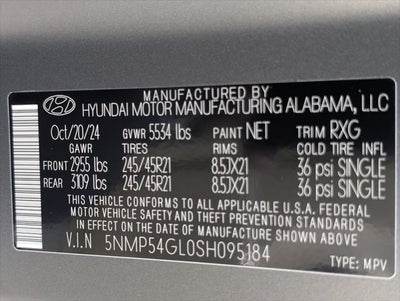 MANUFACTURED BY
HYUNDAI MOTOR MANUFACTURING ALABAMA, LLC
Oct/20/24 GVWR 5534 lbs PAINT NET TRIM RXG
GAWR TIRES RIMS COLD TIRE INFL
FRONT 2955 lbs 245/45R21 8.5JX21 36 psi SINGLE
REAR 3109 lbs 245/45R21 8.5JX21 36 psi SINGLE
THIS VEHICLE CONFORMS TO ALL APPLICABLE U.S.A. FEDERAL
MOTOR VEHICLE SAFETY, BUMPER, AND THEFT PREVENTION
STANDARDS IN EFFECT ON THE DATE OF MANUFACTURE SHOWN ABOVE.
V.I.N 5NMP54GL0SH095184
TYPE: MPV